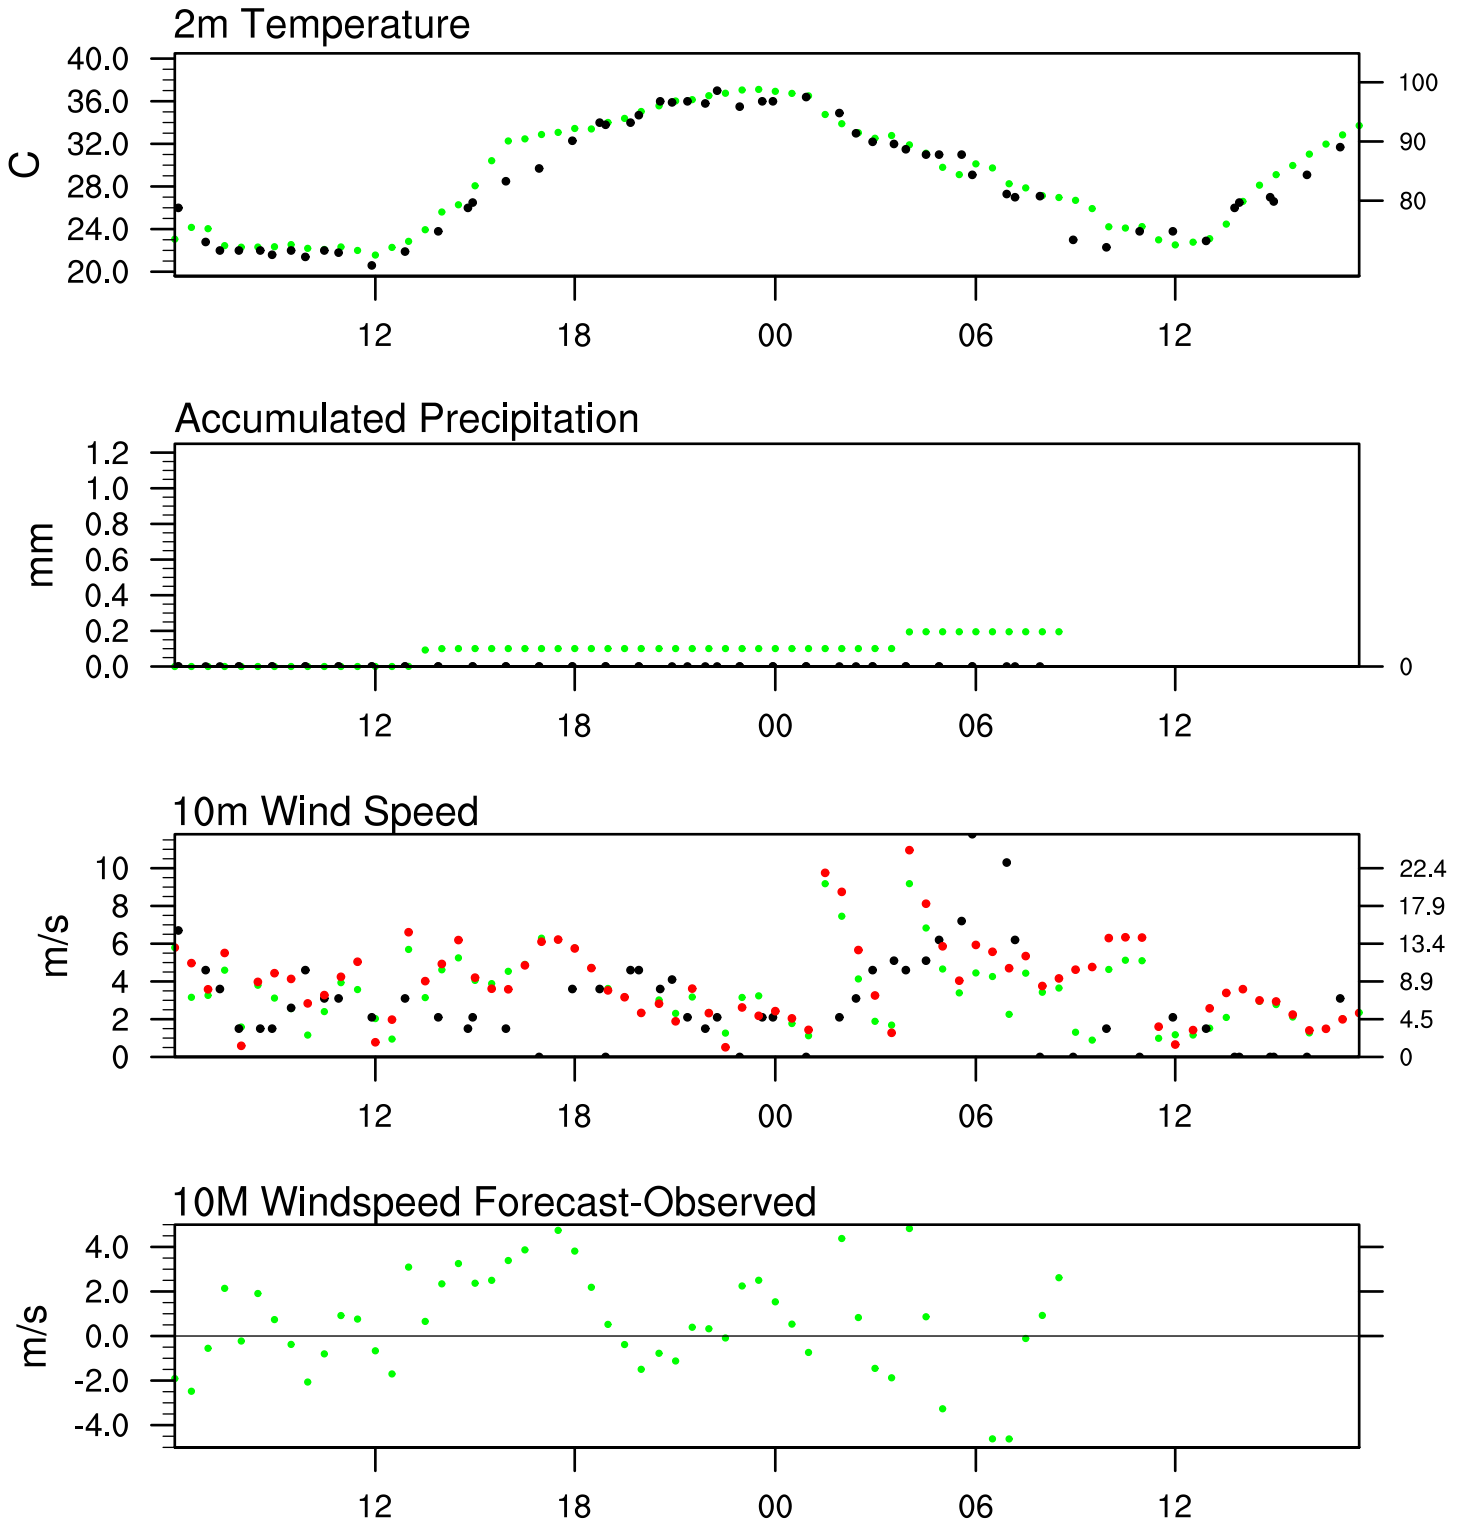 2m Temperature
40.0
36.0
32.0
28.0
24.0
20.0
C
100
90
80
12 18 00 06 12
Accumulated Precipitation
1.2
1.0
0.8
0.6
0.4
0.2
0.0
mm
0
12 18 00 06 12
10m Wind Speed
10
8
6
4
2
0
m/s
22.4
17.9
13.4
8.9
4.5
0
12 18 00 06 12
10M Windspeed Forecast-Observed
4.0
2.0
0.0
-2.0
-4.0
m/s
12 18 00 06 12